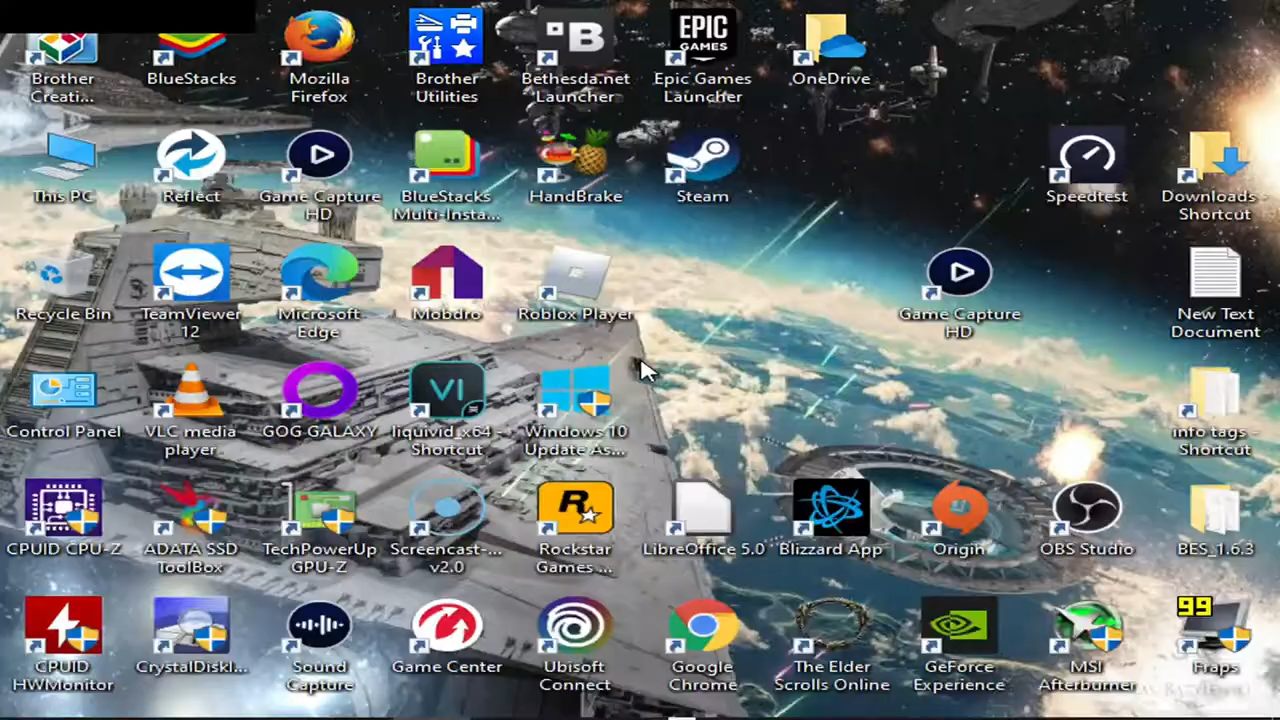 B
EPIC
GAMES
Brother
Creati...
BlueStacks
Mozilla
Firefox
Brother
Utilities
Bethesda.net
Launcher
Epic Games
Launcher
OneDrive
This PC
Reflect
Game Capture
HD
BlueStacks
Multi-Insta...
HandBrake
Steam
Speedtest
Downloads -
Shortcut
Recycle Bin
TeamViewer
12
Microsoft
Edge
Mobdro
Roblox Player
Game Capture
HD
New Text
Document
VI
Control Panel
VLC media
player
GOG GALAXY
liquivid_x64 -
Shortcut
Windows 10
Update As...
info tags -
Shortcut
R
CPUID CPU-Z
ADATA SSD
ToolBox
TechPowerUp
GPU-Z
Screencast-...
v2.0
Rockstar
Games ...
LibreOffice 5.0
Blizzard App
Origin
OBS Studio
BES_1.6.3
99
CPUID
HWMonitor
CrystalDiskI...
Sound
Capture
Game Center
Ubisoft
Connect
Google
Chrome
The Elder
Scrolls Online
GeForce
Experience
MSI
Afterburner
Fraps